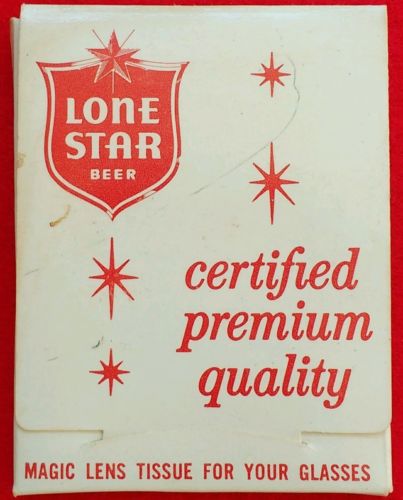 LONE
STAR
BEER
certified
premium
quality
MAGIC LENS TISSUE FOR YOUR GLASSES